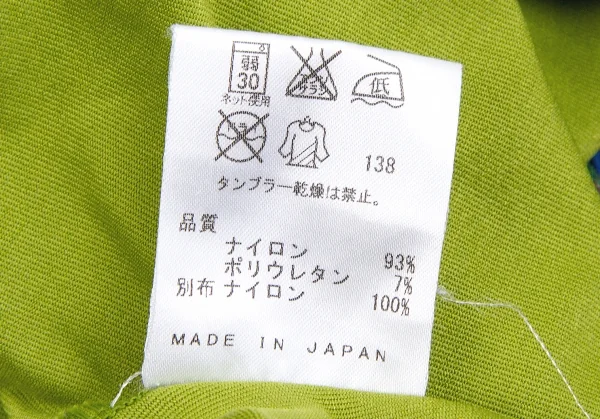 弱
30
ネット使用
低
138
タンブラー乾燥は禁止。
品質
ナイロン 93%
ポリウレタン 7%
別布 ナイロン 100%
MADE IN JAPAN